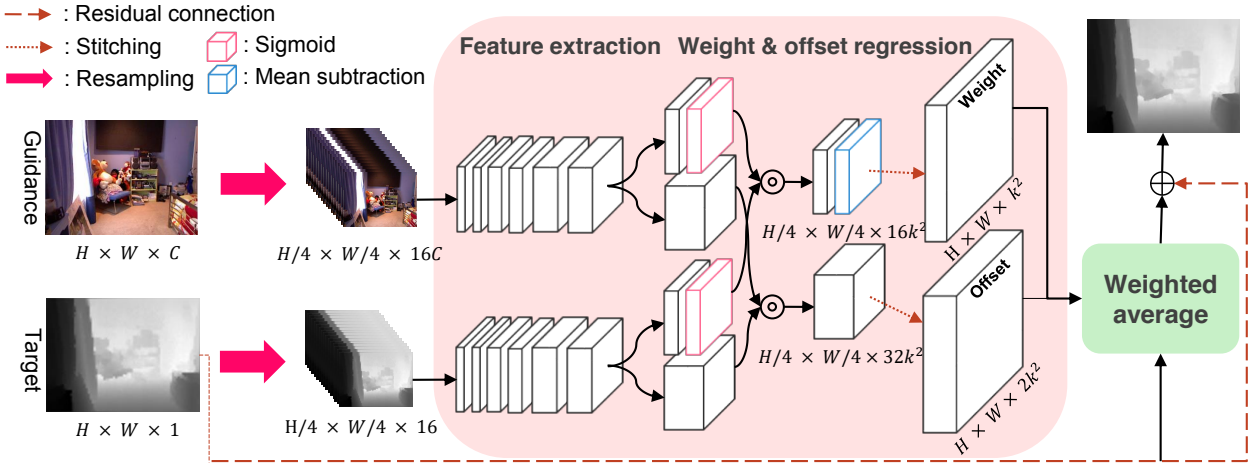 : Residual connection
: Stitching
: Sigmoid
: Resampling
: Mean subtraction
Feature extraction
Weight & offset regression
Guidance
H × W × C
H/4 × W/4 × 16C
H/4 × W/4 × 16k²
Weight
H × W × k²
Target
H × W × 1
H/4 × W/4 × 16
H/4 × W/4 × 32k²
Offset
H × W × 2k²
Weighted
average